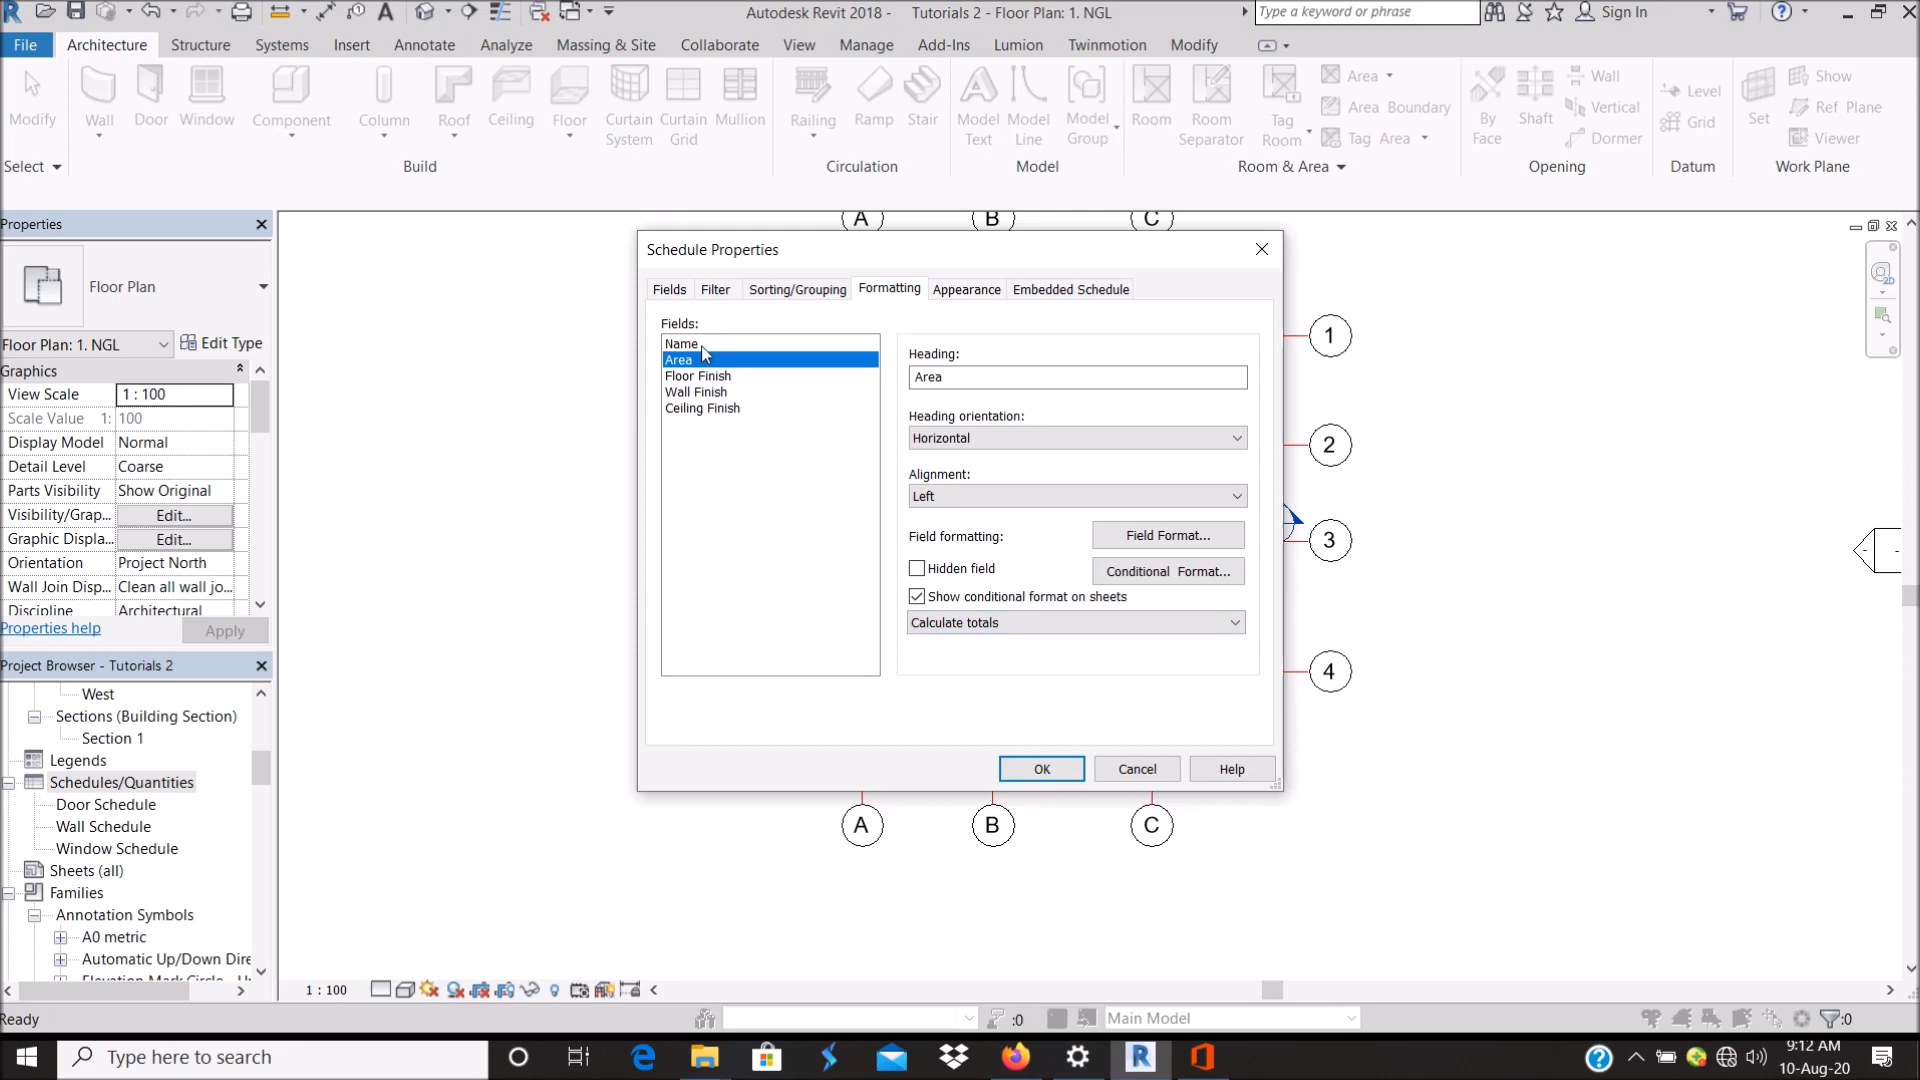 Autodesk Revit 2018 - Tutorials 2 - Floor Plan: 1. NGL
Type a keyword or phrase
Sign In
File Architecture Structure Systems Insert Annotate Analyze Massing & Site Collaborate View Manage Add-Ins Lumion Twinmotion Modify
Modify
Wall
Door
Window
Component
Column
Roof
Ceiling
Floor
Curtain System
Curtain Grid
Mullion
Railing
Ramp
Stair
Model Text
Model Line
Model Group
Room
Room Separator
Tag Room
Area
Area Boundary
Tag Area
By Face
Shaft
Wall
Vertical
Dormer
Level
Grid
Set
Show
Ref Plane
Viewer
Select
Build
Circulation
Model
Room & Area
Opening
Datum
Work Plane
Properties
Floor Plan
Floor Plan: 1. NGL
Edit Type
Graphics
View Scale 1 : 100
Scale Value 1: 100
Display Model Normal
Detail Level Coarse
Parts Visibility Show Original
Visibility/Grap... Edit...
Graphic Displa... Edit...
Orientation Project North
Wall Join Disp... Clean all wall jo...
Discipline Architectural
Properties help
Apply
Project Browser - Tutorials 2
West
Sections (Building Section)
Section 1
Legends
Schedules/Quantities
Door Schedule
Wall Schedule
Window Schedule
Sheets (all)
Families
Annotation Symbols
A0 metric
Automatic Up/Down Dire
A B C
Schedule Properties
Fields Filter Sorting/Grouping Formatting Appearance Embedded Schedule
Fields:
Name
Area
Floor Finish
Wall Finish
Ceiling Finish
Heading:
Area
Heading orientation:
Horizontal
Alignment:
Left
Field formatting:
Field Format...
Hidden field
Conditional Format...
Show conditional format on sheets
Calculate totals
OK
Cancel
Help
1
2
3
4
A B C
2D
1 : 100
Ready
:0
Main Model
:0
Type here to search
9:12 AM
10-Aug-20